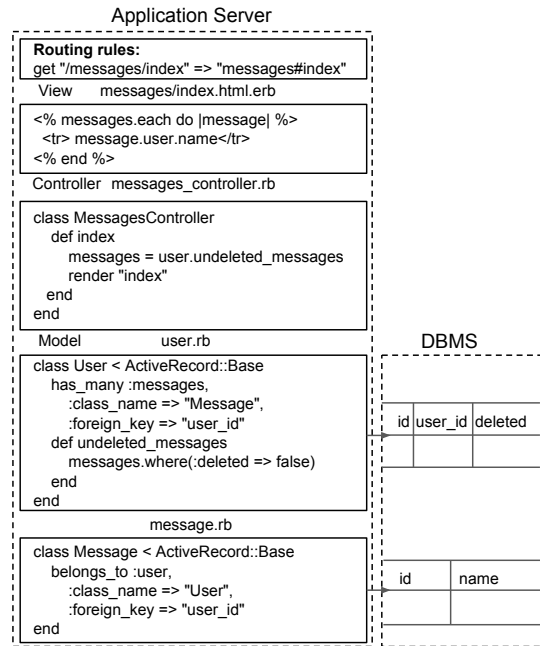 Application Server
Routing rules:
get "/messages/index" => "messages#index"
View messages/index.html.erb
<% messages.each do |message| %>
<tr> message.user.name</tr>
<% end %>
Controller messages_controller.rb
class MessagesController
def index
messages = user.undeleted_messages
render "index"
end
end
Model user.rb
class User < ActiveRecord::Base
has_many :messages,
:class_name => "Message",
:foreign_key => "user_id"
def undeleted_messages
messages.where(:deleted => false)
end
end
message.rb
class Message < ActiveRecord::Base
belongs_to :user,
:class_name => "User",
:foreign_key => "user_id"
end
DBMS
id user_id deleted
id name